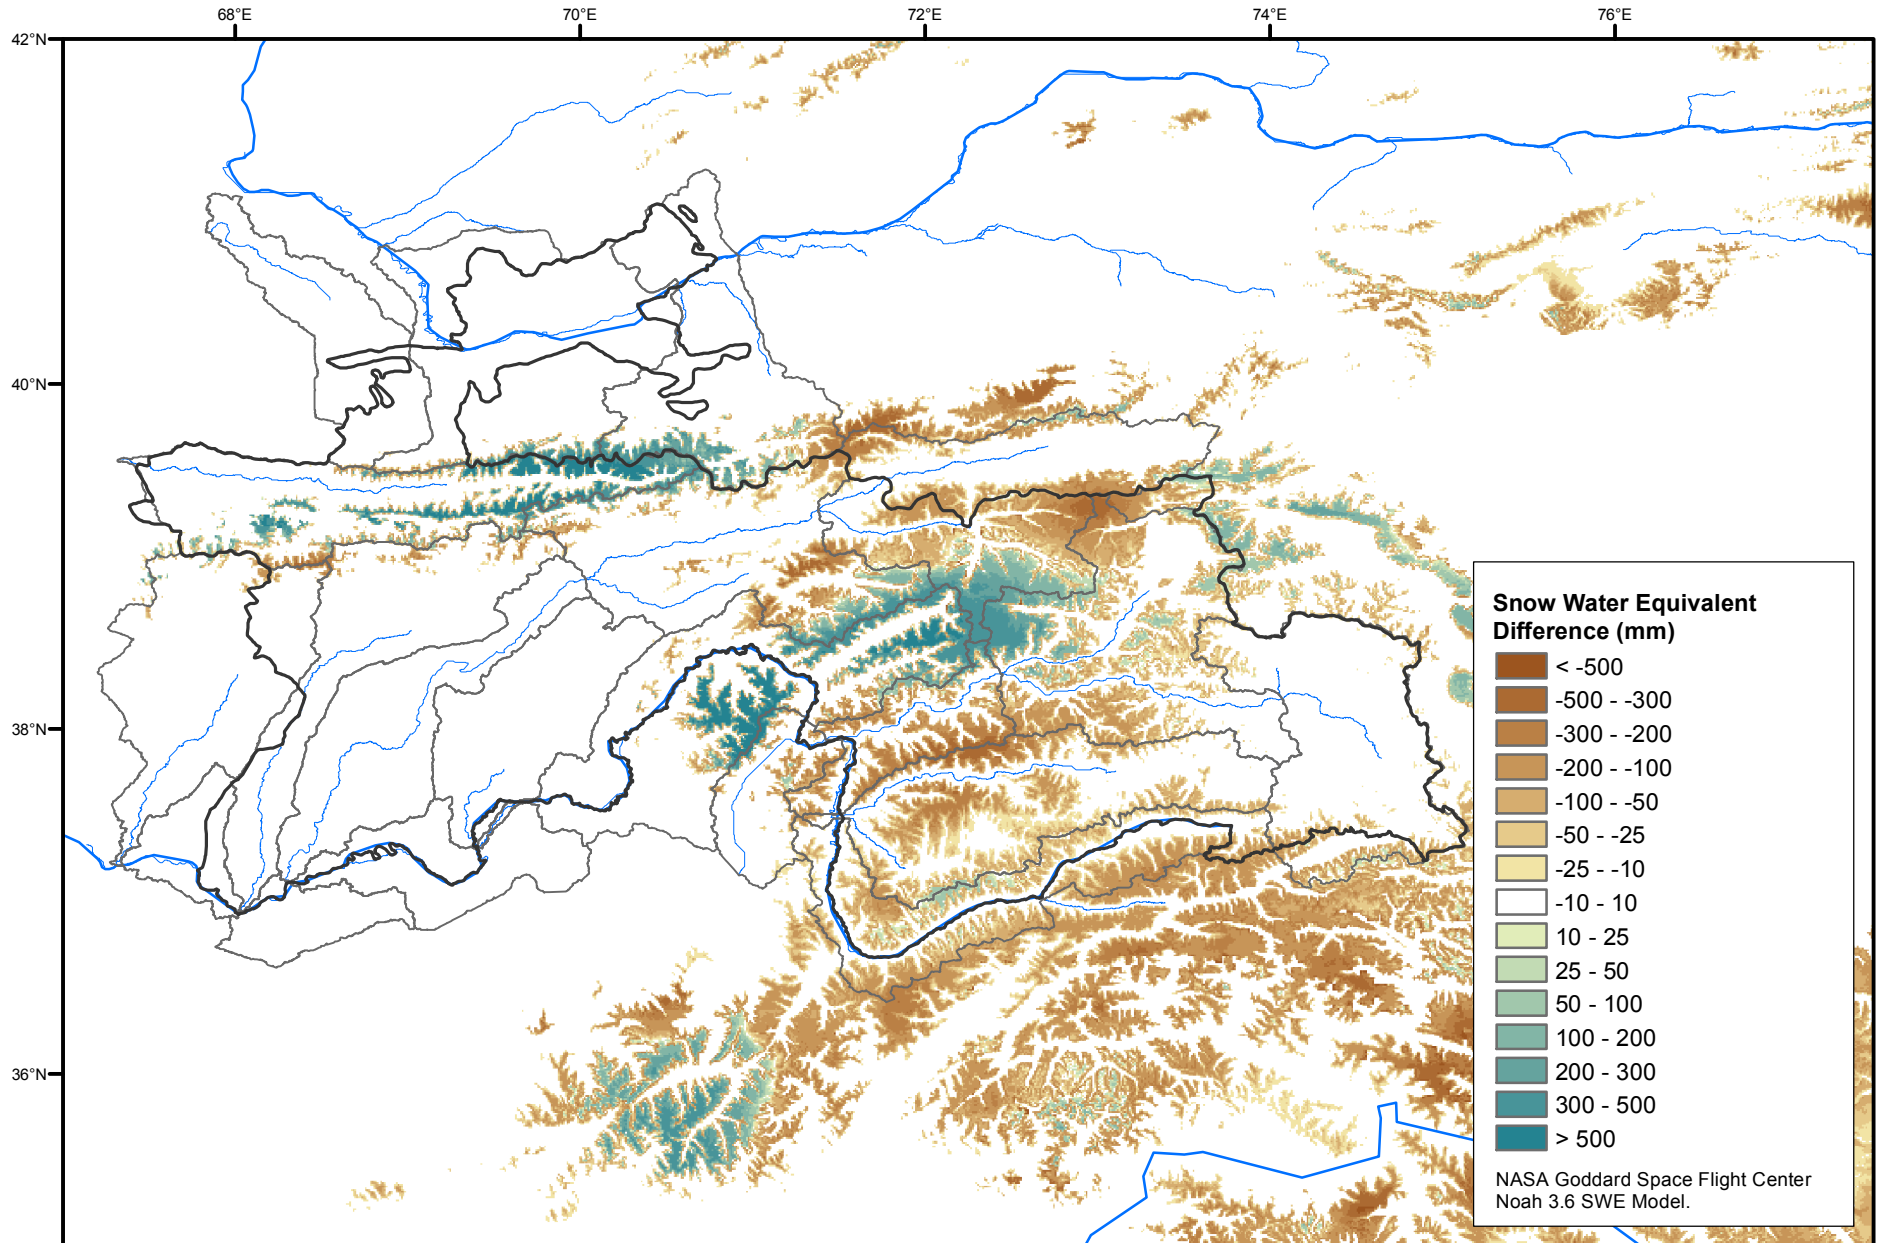 68°E 70°E 72°E 74°E 76°E
42°N
40°N
38°N
36°N
Snow Water Equivalent
Difference (mm)
< -500
-500 - -300
-300 - -200
-200 - -100
-100 - -50
-50 - -25
-25 - -10
-10 - 10
10 - 25
25 - 50
50 - 100
100 - 200
200 - 300
300 - 500
> 500
NASA Goddard Space Flight Center
Noah 3.6 SWE Model.